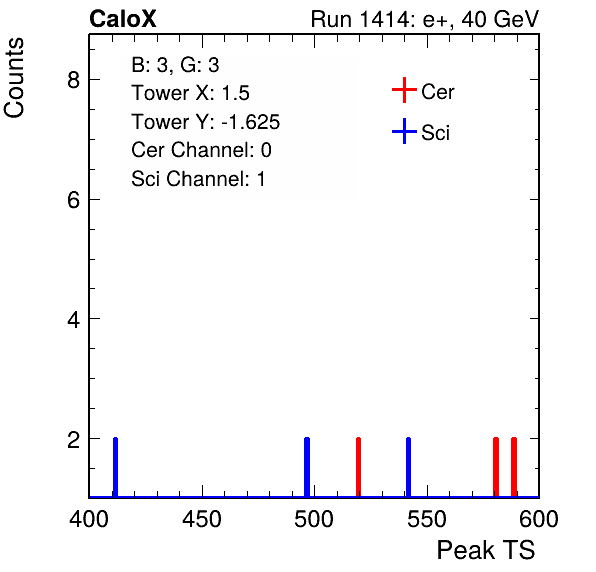 CaloX Run 1414: e+, 40 GeV
Counts
B: 3, G: 3
Tower X: 1.5
Tower Y: -1.625
Cer Channel: 0
Sci Channel: 1
Cer
Sci
8
6
4
2
400 450 500 550 600
Peak TS